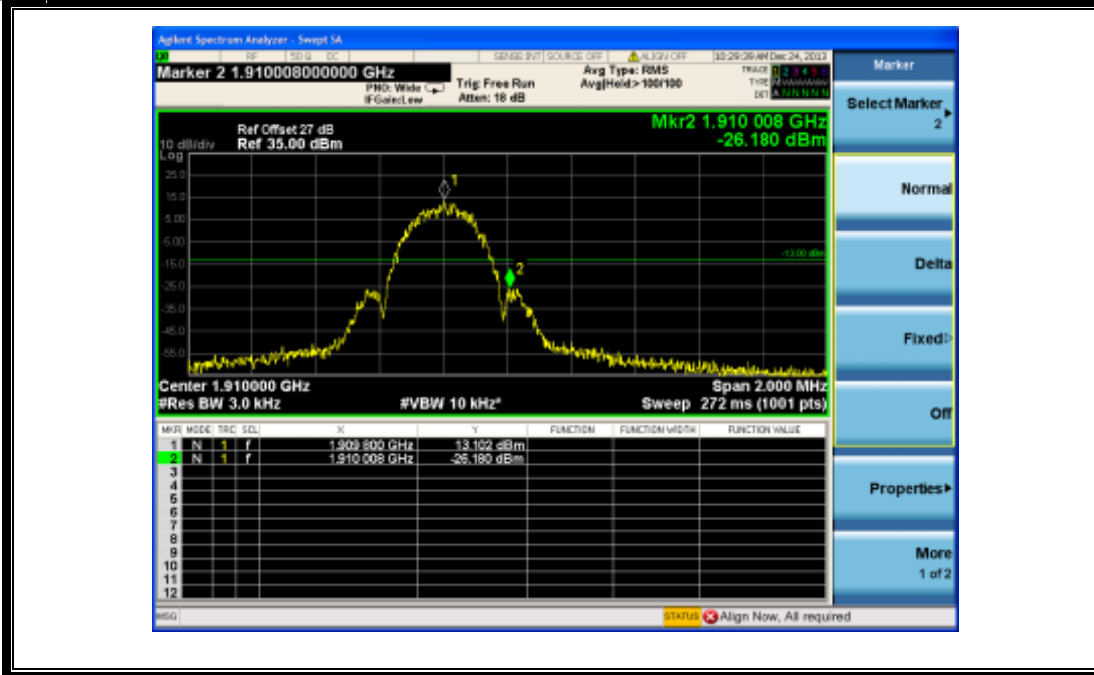 Agilent Spectrum Analyzer - Swept SA
RF 50 Ω DC SENSE:INT SOURCE OFF ALIGN OFF 10:29:39 AM Dec 24, 2013
Marker 2 1.910008000000 GHz
PNO: Wide Trig: Free Run Avg Type: RMS TRACE 1 2 3 4 5 6
IFGain:Low Atten: 18 dB Avg|Hold:>100/100 TYPE
DET A N N N N N
Mkr2 1.910 008 GHz
-26.180 dBm
Ref Offset 27 dB
10 dB/div Ref 35.00 dBm
Log
1
25.0
15.0
5.00
-5.00
-13.00 dBm
-15.0
2
-25.0
-35.0
-45.0
-55.0
Center 1.910000 GHz Span 2.000 MHz
#Res BW 3.0 kHz #VBW 10 kHz* Sweep 272 ms (1001 pts)
MKR MODE TRC SCL X Y FUNCTION FUNCTION WIDTH FUNCTION VALUE
1 N 1 f 1.909 800 GHz 13.102 dBm
2 N 1 f 1.910 008 GHz -26.180 dBm
3
4
5
6
7
8
9
10
11
12
MSG STATUS Align Now, All required
Marker
Select Marker
2
Normal
Delta
Fixed
Off
Properties
More
1 of 2